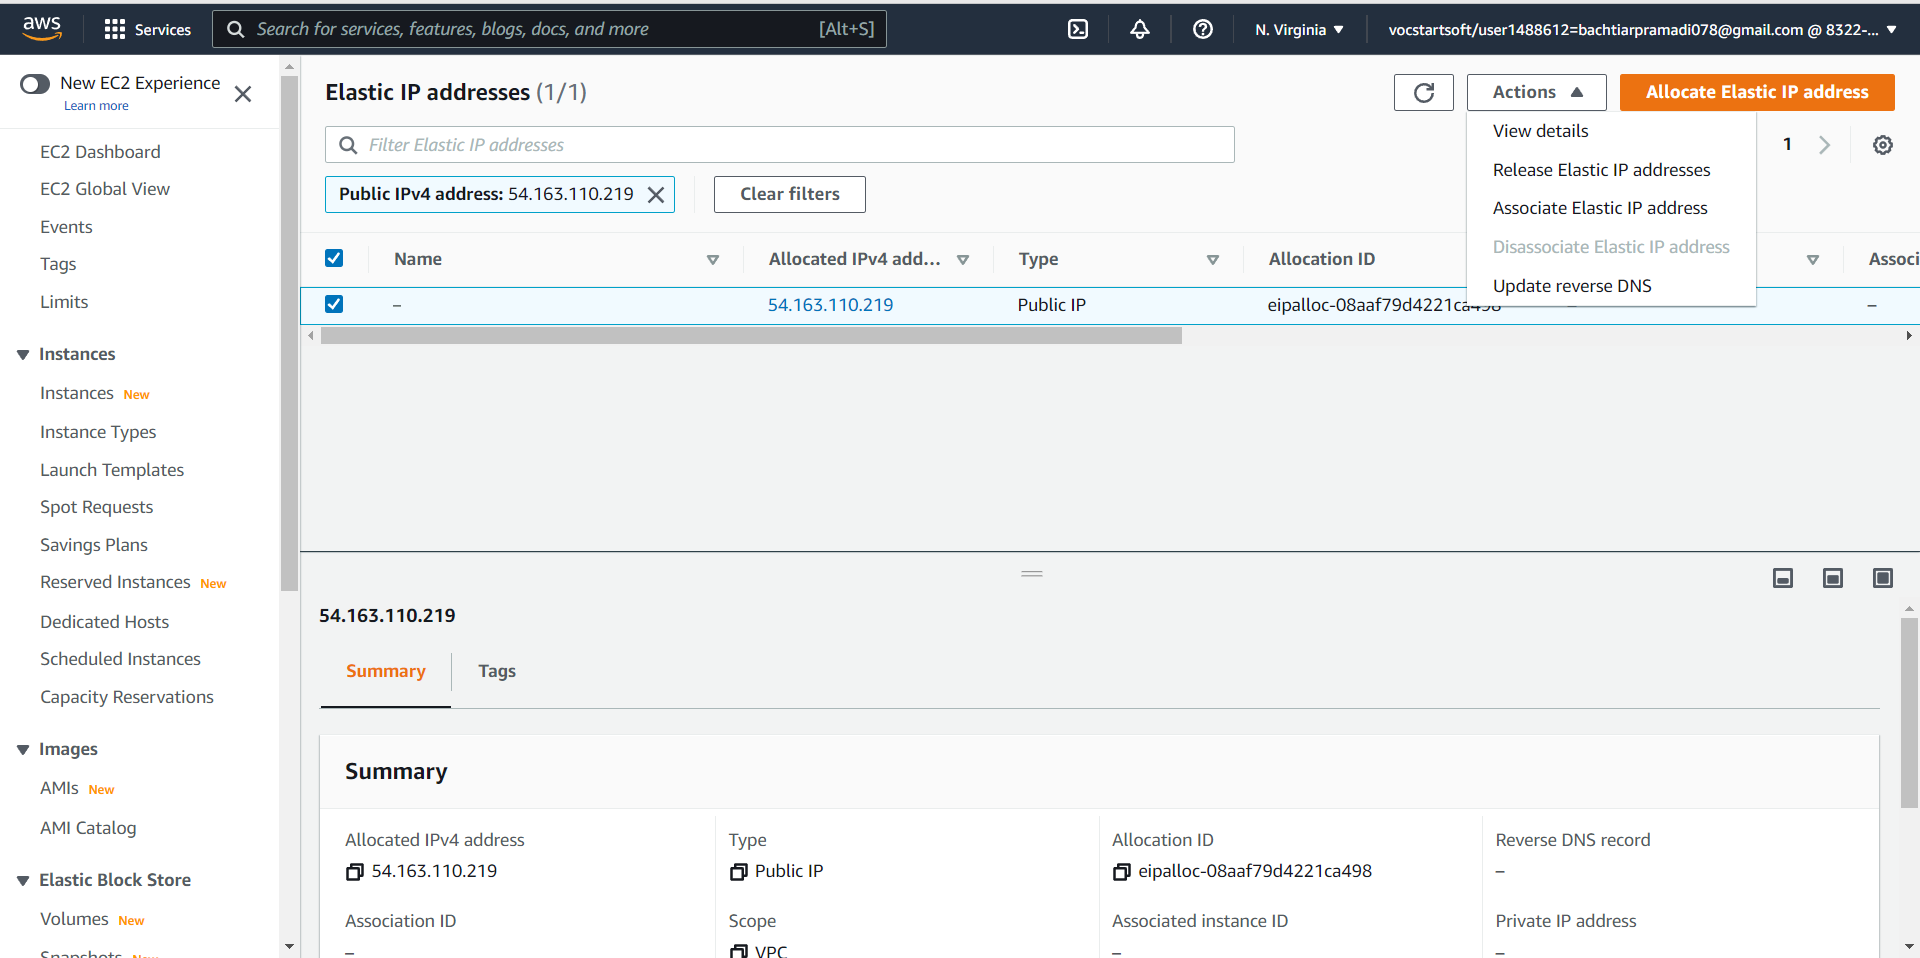 aws
Services
Search for services, features, blogs, docs, and more
[Alt+S]
N. Virginia
vocstartsoft/user1488612=bachtiarpramadi078@gmail.com @ 8322-...
New EC2 Experience
Learn more
EC2 Dashboard
EC2 Global View
Events
Tags
Limits
Instances
Instances New
Instance Types
Launch Templates
Spot Requests
Savings Plans
Reserved Instances New
Dedicated Hosts
Scheduled Instances
Capacity Reservations
Images
AMIs New
AMI Catalog
Elastic Block Store
Volumes New
Snapshots New
Elastic IP addresses (1/1)
Actions
Allocate Elastic IP address
Filter Elastic IP addresses
View details
Release Elastic IP addresses
Associate Elastic IP address
Disassociate Elastic IP address
Update reverse DNS
1
Public IPv4 address: 54.163.110.219
Clear filters
Name
Allocated IPv4 add...
Type
Allocation ID
Associ
–
54.163.110.219
Public IP
eipalloc-08aaf79d4221ca498
–
–
54.163.110.219
Summary
Tags
Summary
Allocated IPv4 address
54.163.110.219
Type
Public IP
Allocation ID
eipalloc-08aaf79d4221ca498
Reverse DNS record
–
Association ID
–
Scope
VPC
Associated instance ID
–
Private IP address
–